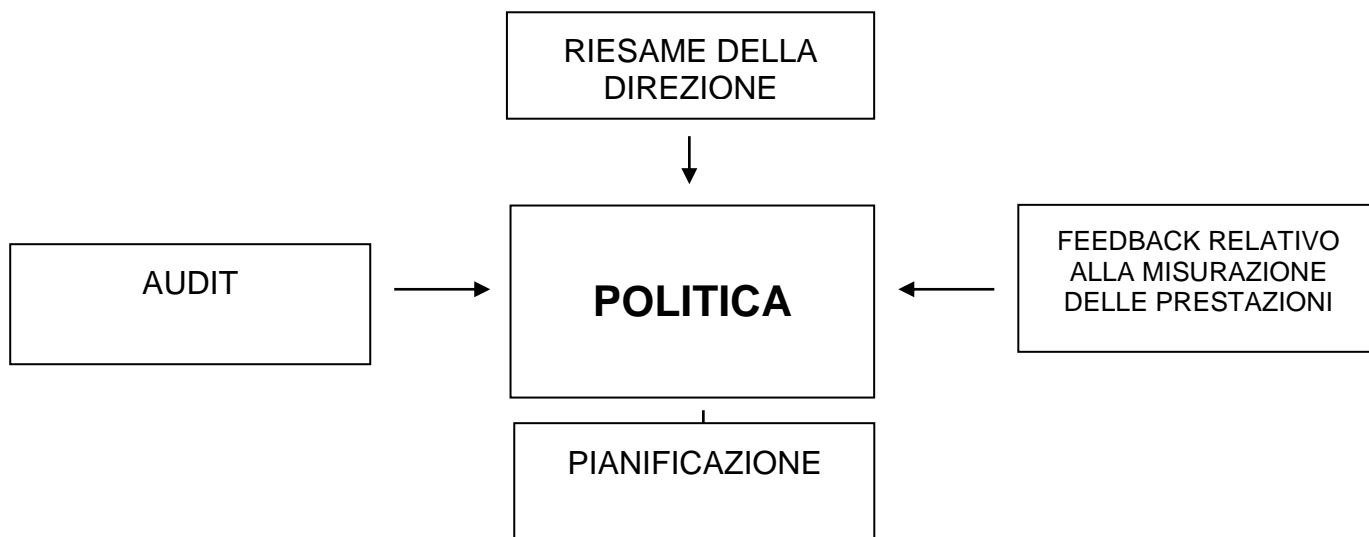 RIESAME DELLA
DIREZIONE
AUDIT
POLITICA
FEEDBACK RELATIVO
ALLA MISURAZIONE
DELLE PRESTAZIONI
PIANIFICAZIONE